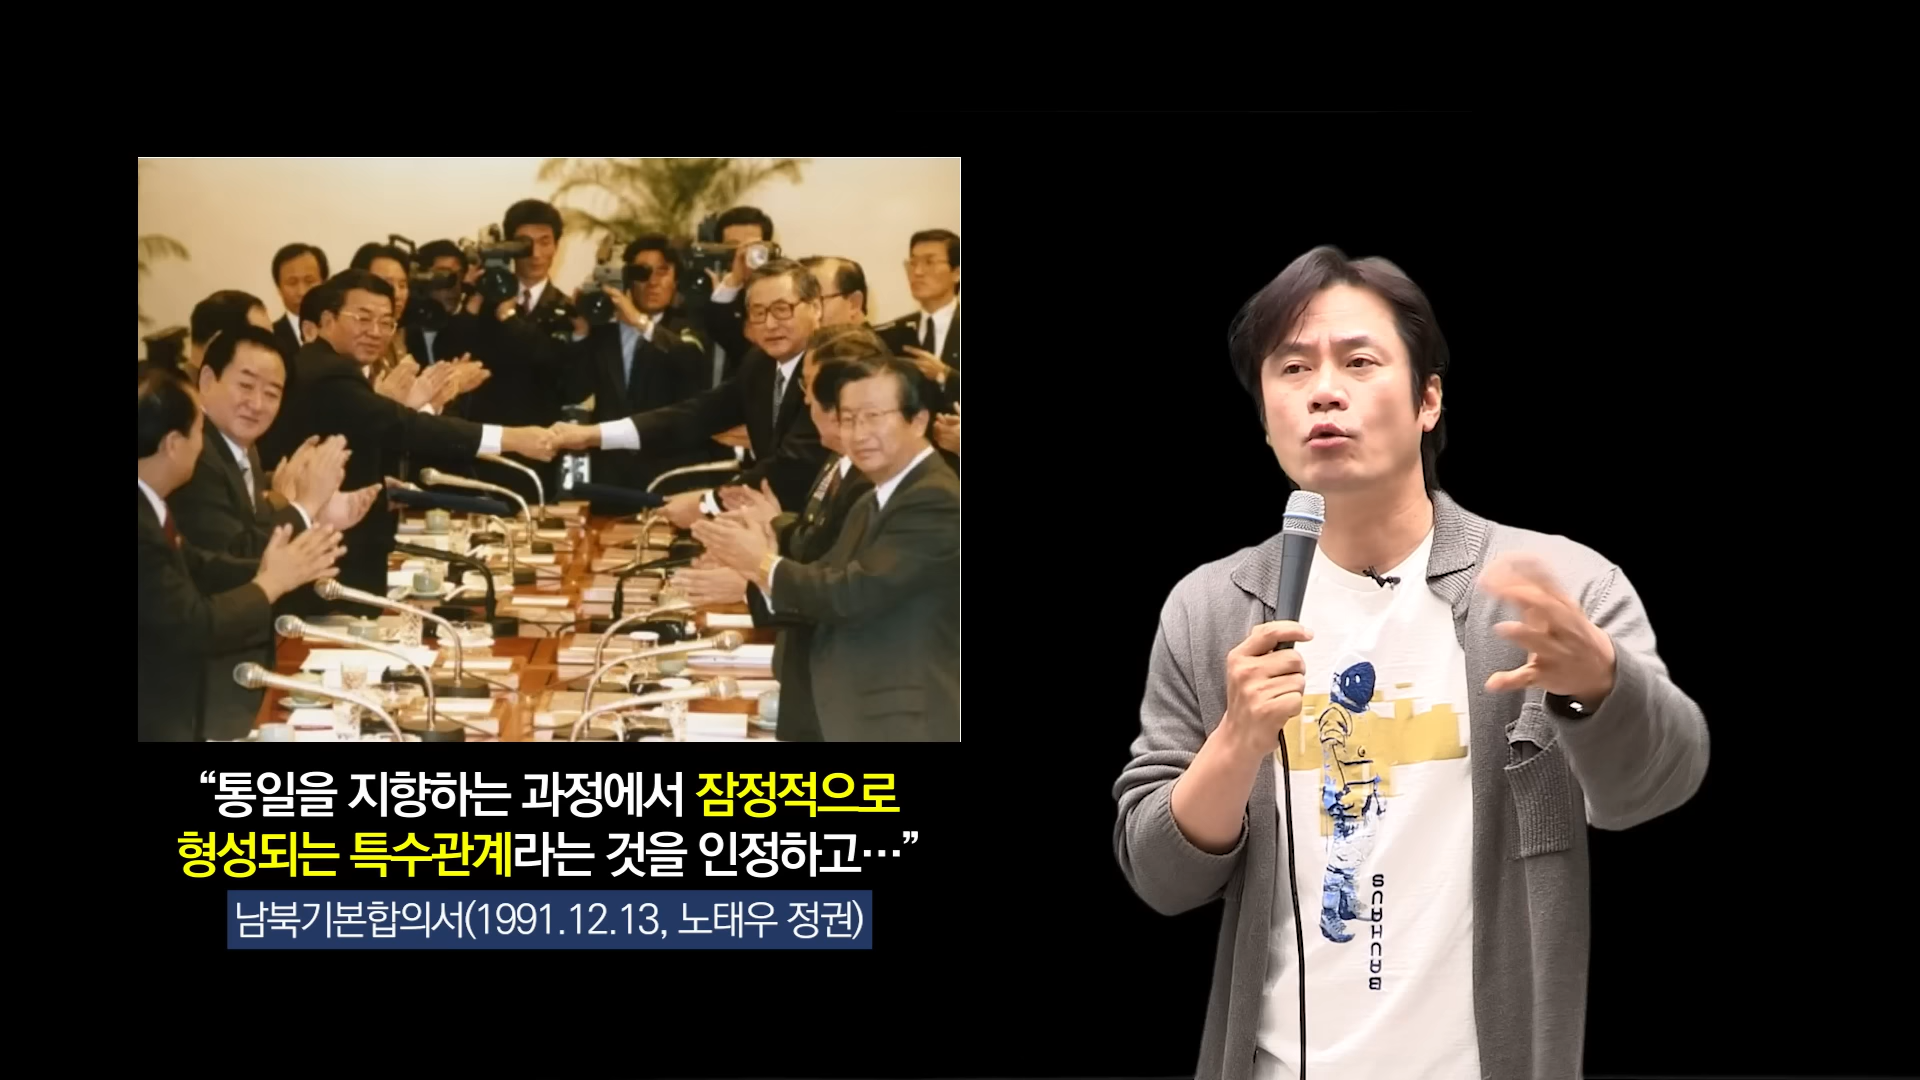 “통일을 지향하는 과정에서 잠정적으로
형성되는 특수관계라는 것을 인정하고…”
남북기본합의서(1991.12.13, 노태우 정권)
BAUHAUS